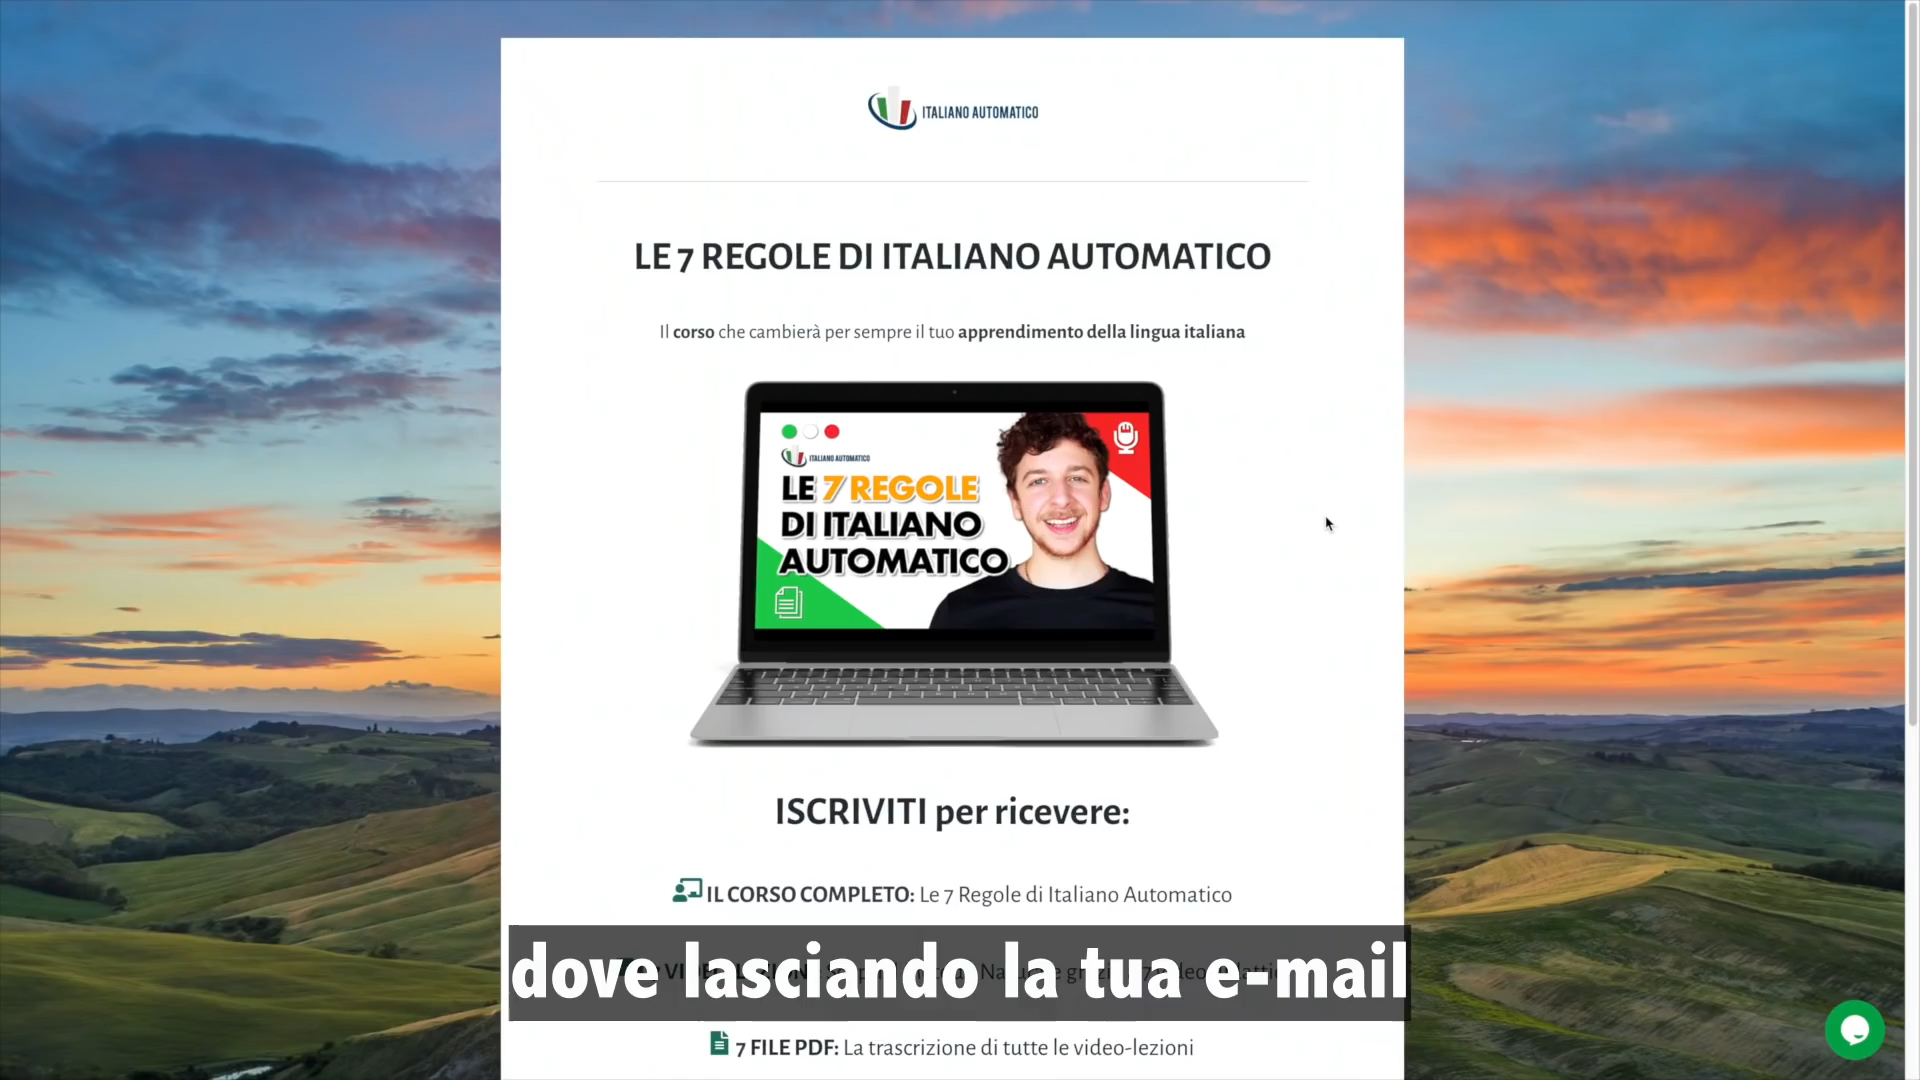 ITALIANO AUTOMATICO
LE 7 REGOLE DI ITALIANO AUTOMATICO
Il corso che cambierà per sempre il tuo apprendimento della lingua italiana
ITALIANO AUTOMATICO
LE 7 REGOLE
DI ITALIANO
AUTOMATICO
ISCRIVITI per ricevere:
IL CORSO COMPLETO: Le 7 Regole di Italiano Automatico
dove lasciando la tua e-mail
7 FILE PDF: La trascrizione di tutte le video-lezioni